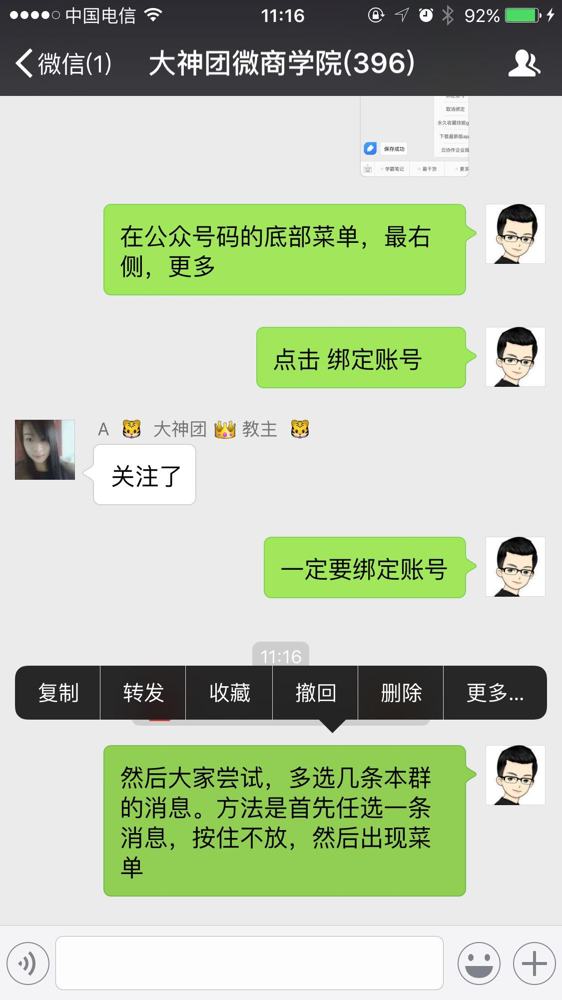 中国电信
11:16
92%
微信(1)
大神团微商学院(396)
取消绑定
永久收藏技能g
下载最新版app
云协作企业版
保存成功
学霸笔记
最干货
更多
在公众号码的底部菜单，最右
侧，更多
点击 绑定账号
A 🐯 大神团 👑 教主 🐯
关注了
一定要绑定账号
11:16
复制
转发
收藏
撤回
删除
更多...
然后大家尝试，多选几条本群
的消息。方法是首先任选一条
消息，按住不放，然后出现菜
单